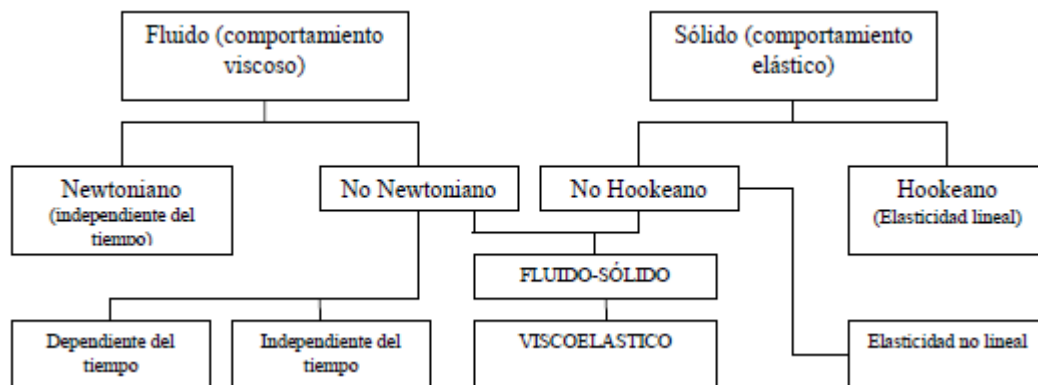 Fluido (comportamiento
viscoso)
Sólido (comportamiento
elástico)
Newtoniano
(independiente del
tiempo)
No Newtoniano
No Hookeano
Hookeano
(Elasticidad lineal)
FLUIDO-SÓLIDO
Dependiente del
tiempo
Independiente del
tiempo
VISCOELASTICO
Elasticidad no lineal